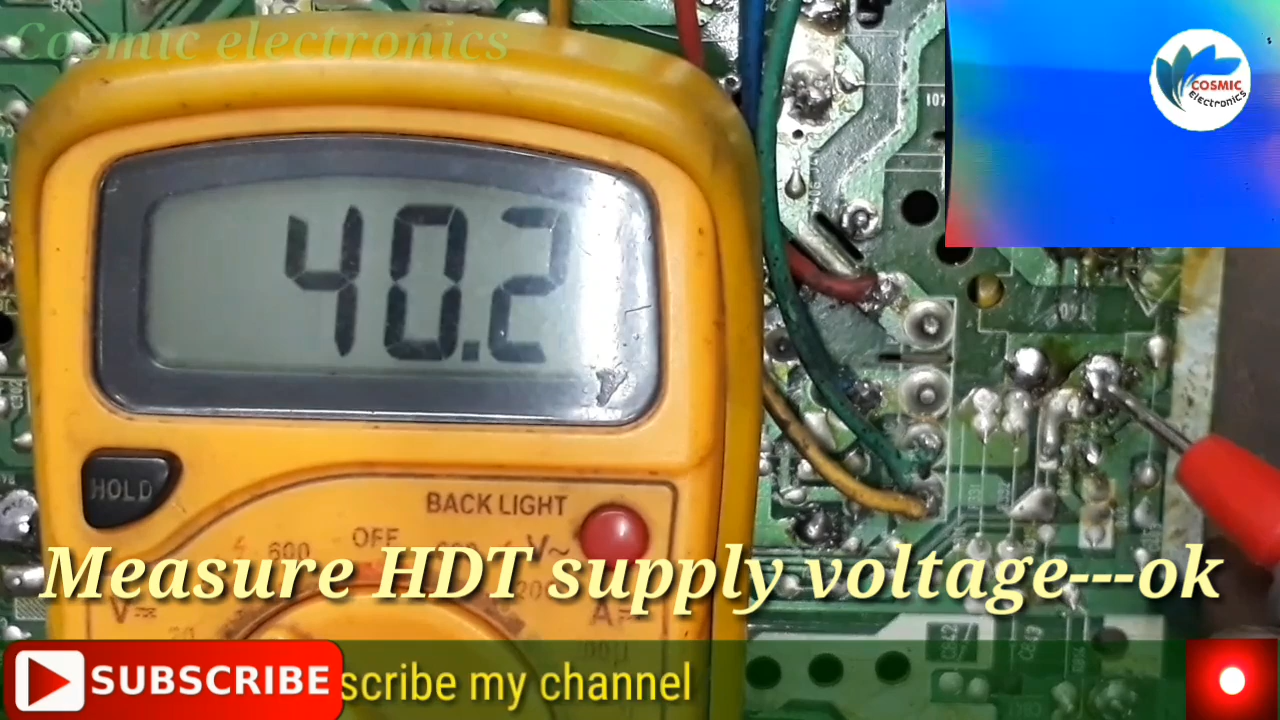 Cosmic electronics
COSMIC
Electronics
40.2
HOLD
BACK LIGHT
OFF
600
V~
Measure HDT supply voltage---ok
SUBSCRIBE
scribe my channel